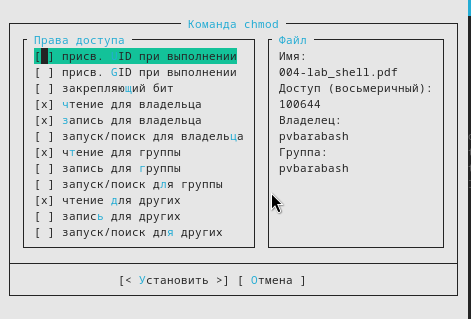 Команда chmod
Права доступа
[ ] присв. ID при выполнении
[ ] присв. GID при выполнении
[ ] закрепляющий бит
[x] чтение для владельца
[x] запись для владельца
[ ] запуск/поиск для владельца
[x] чтение для группы
[ ] запись для группы
[ ] запуск/поиск для группы
[x] чтение для других
[ ] запись для других
[ ] запуск/поиск для других
Файл
Имя:
004-lab_shell.pdf
Доступ (восьмеричный):
100644
Владелец:
pvbarabash
Группа:
pvbarabash
[< Установить >] [ Отмена ]